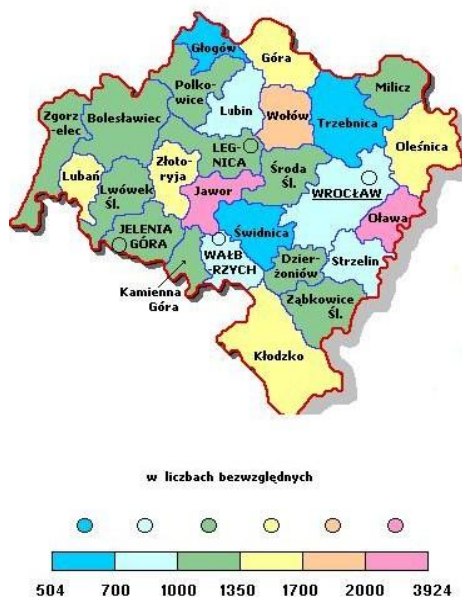 Głogów
Góra
Polko-
wice
Milicz
Lubin
Wołów
Zgorz
-elec
Bolesławiec
Trzebnica
Oleśnica
LEG-
NICA
Lubań
Złoto-
ryja
Środa
Śl.
Lwówek
Śl.
Jawor
WROCŁAW
Oława
JELENIA
GÓRA
Świdnica
WAŁB
-RZYCH
Dzier-
żoniów
Strzelin
Kamienna
Góra
Ząbkowice
Śl.
Kłodzko
w liczbach bezwzględnych
504 700 1000 1350 1700 2000 3924